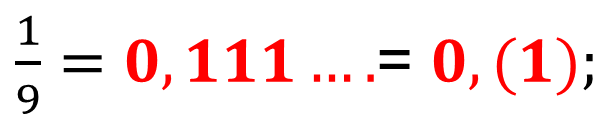 1/9 = 0,111 ....= 0,(1);